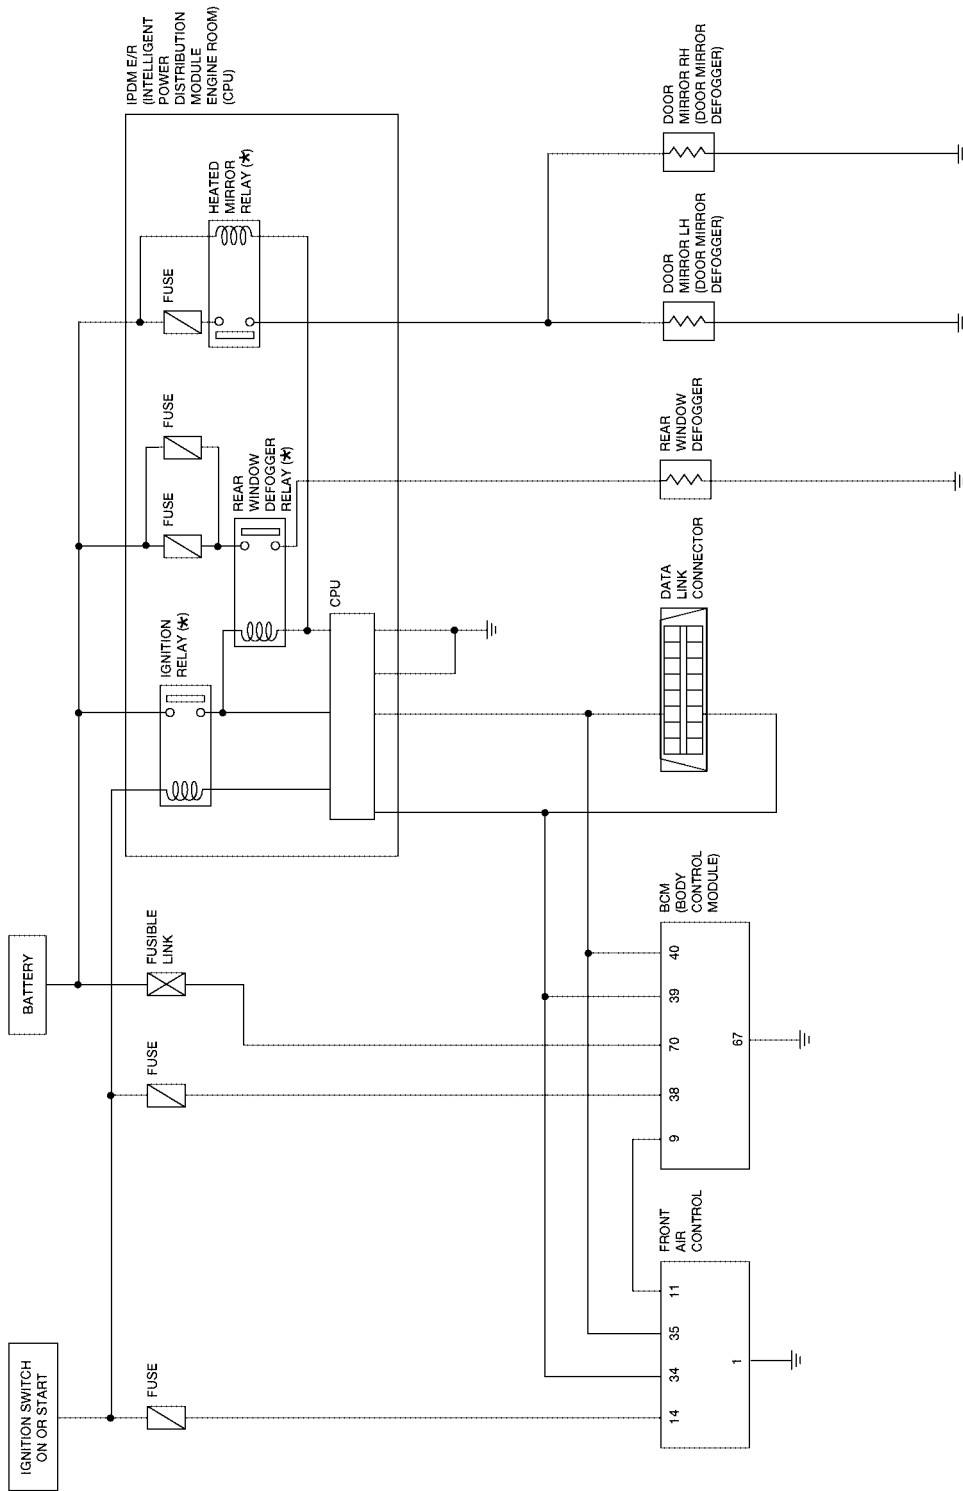 IGNITION SWITCH
ON OR START
BATTERY
FUSE
FUSE
FUSIBLE
LINK
IPDM E/R
(INTELLIGENT
POWER
DISTRIBUTION
MODULE
ENGINE ROOM)
(CPU)
IGNITION
RELAY (★)
FUSE
FUSE
FUSE
REAR
WINDOW
DEFOGGER
RELAY (★)
HEATED
MIRROR
RELAY (★)
CPU
FRONT
AIR
CONTROL
14
34
35
11
1
BCM
(BODY
CONTROL
MODULE)
9
38
70
39
40
67
DATA
LINK
CONNECTOR
REAR
WINDOW
DEFOGGER
DOOR
MIRROR LH
(DOOR MIRROR
DEFOGGER)
DOOR
MIRROR RH
(DOOR MIRROR
DEFOGGER)